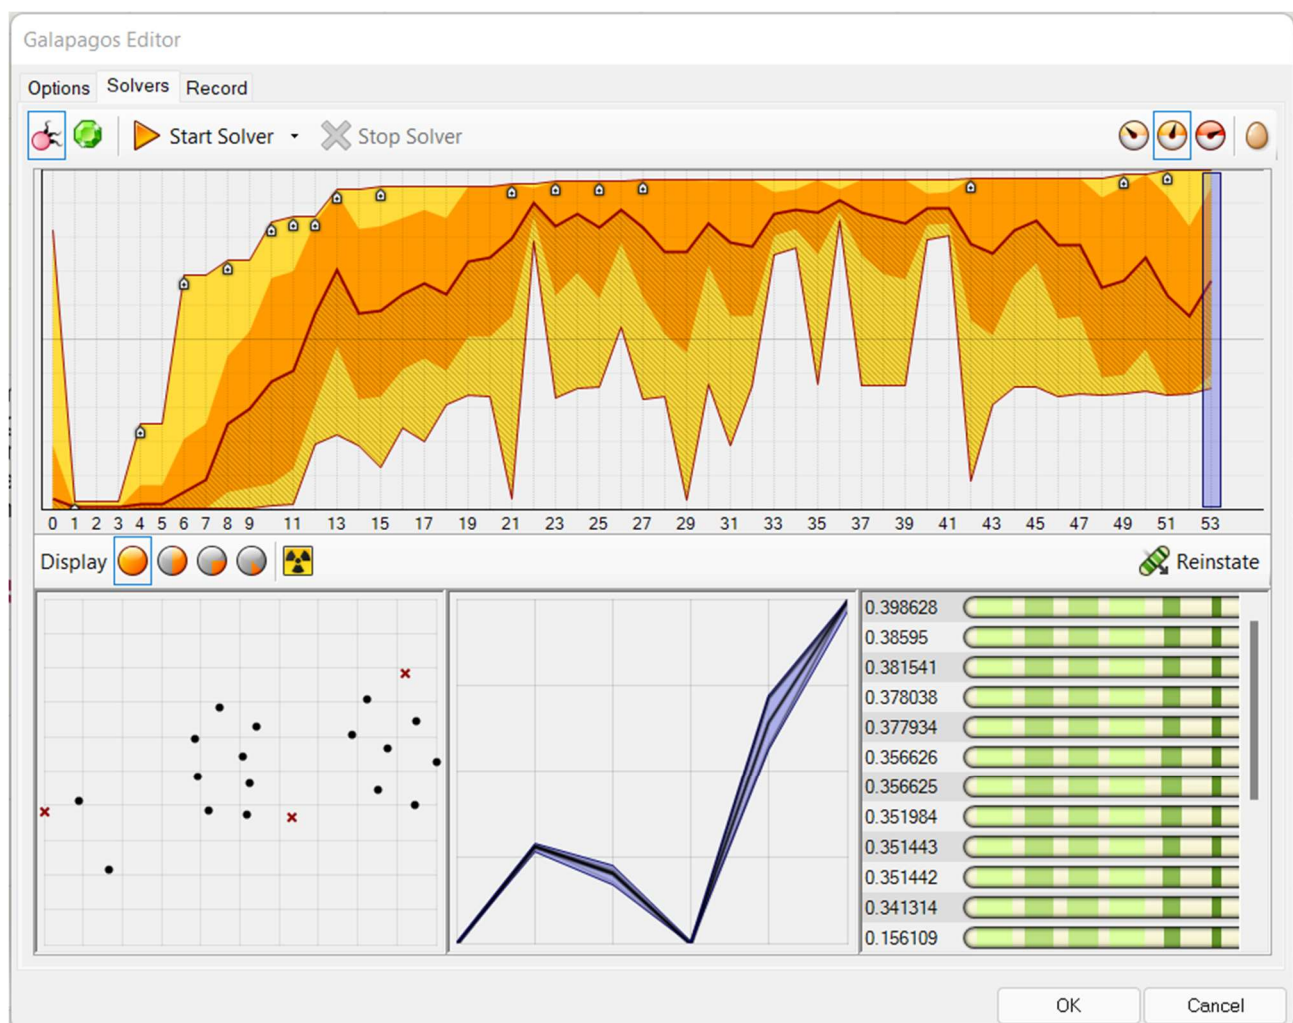 Galapagos Editor
Options Solvers Record
Start Solver Stop Solver
0 1 2 3 4 5 6 7 8 9 11 13 15 17 19 21 23 25 27 29 31 33 35 37 39 41 43 45 47 49 51 53
Display Reinstate
0.398628
0.38595
0.381541
0.378038
0.377934
0.356626
0.356625
0.351984
0.351443
0.351442
0.341314
0.156109
OK Cancel